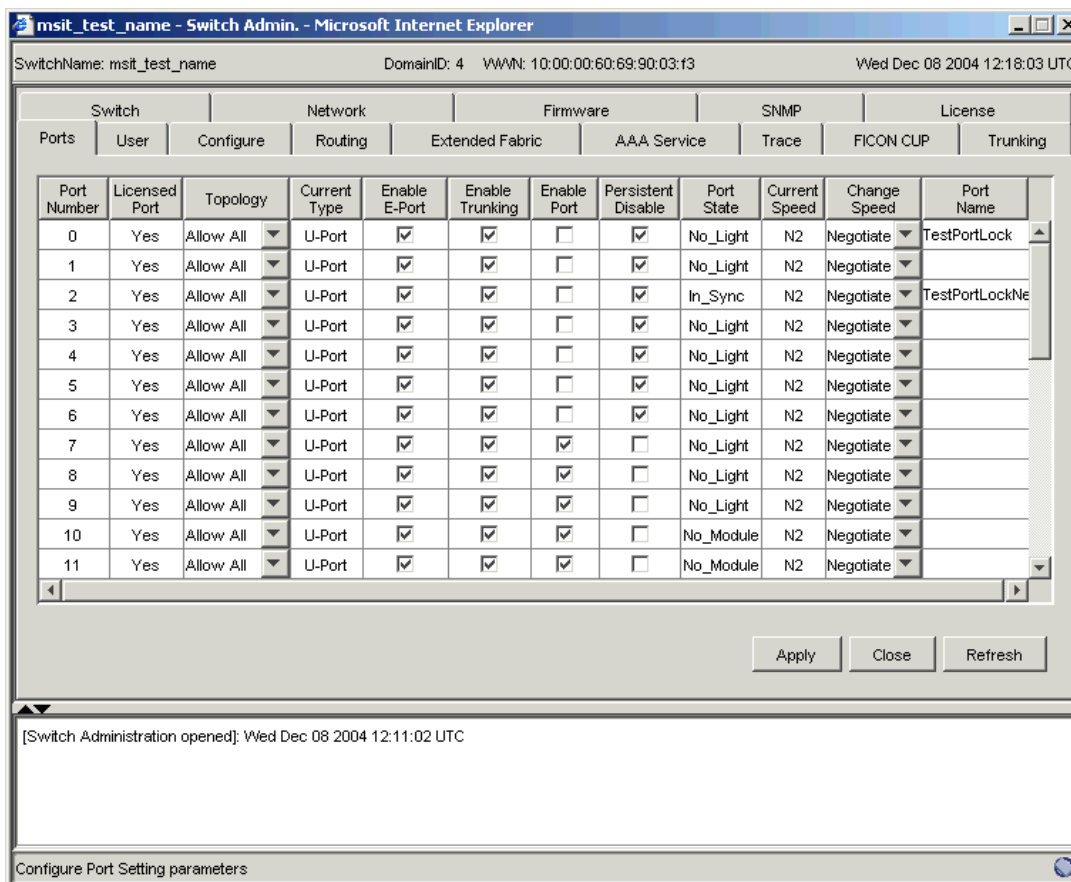 msit_test_name - Switch Admin. - Microsoft Internet Explorer
SwitchName: msit_test_name DomainID: 4 WWN: 10:00:00:60:69:90:03:f3 Wed Dec 08 2004 12:18:03 UTC
Switch Network Firmware SNMP License
Ports User Configure Routing Extended Fabric AAA Service Trace FICON CUP Trunking
Port Number Licensed Port Topology Current Type Enable E-Port Enable Trunking Enable Port Persistent Disable Port State Current Speed Change Speed Port Name
0 Yes Allow All U-Port No_Light N2 Negotiate TestPortLock
1 Yes Allow All U-Port No_Light N2 Negotiate
2 Yes Allow All U-Port In_Sync N2 Negotiate TestPortLockNe
3 Yes Allow All U-Port No_Light N2 Negotiate
4 Yes Allow All U-Port No_Light N2 Negotiate
5 Yes Allow All U-Port No_Light N2 Negotiate
6 Yes Allow All U-Port No_Light N2 Negotiate
7 Yes Allow All U-Port No_Light N2 Negotiate
8 Yes Allow All U-Port No_Light N2 Negotiate
9 Yes Allow All U-Port No_Light N2 Negotiate
10 Yes Allow All U-Port No_Module N2 Negotiate
11 Yes Allow All U-Port No_Module N2 Negotiate
Apply Close Refresh
[Switch Administration opened]: Wed Dec 08 2004 12:11:02 UTC
Configure Port Setting parameters